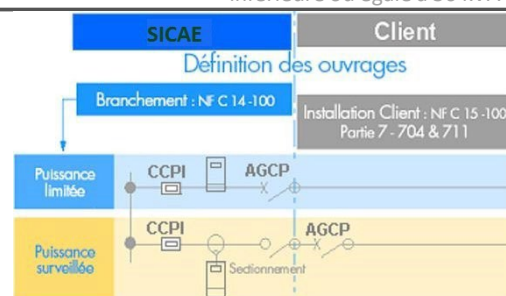 SICAE
Client
Définition des ouvrages
Branchement : NF C 14-100
Installation Client : NF C 15-100
Partie 7 - 704 & 711
Puissance
limitée
CCPI
AGCP
Puissance
surveillée
CCPI
AGCP
Sectionnement